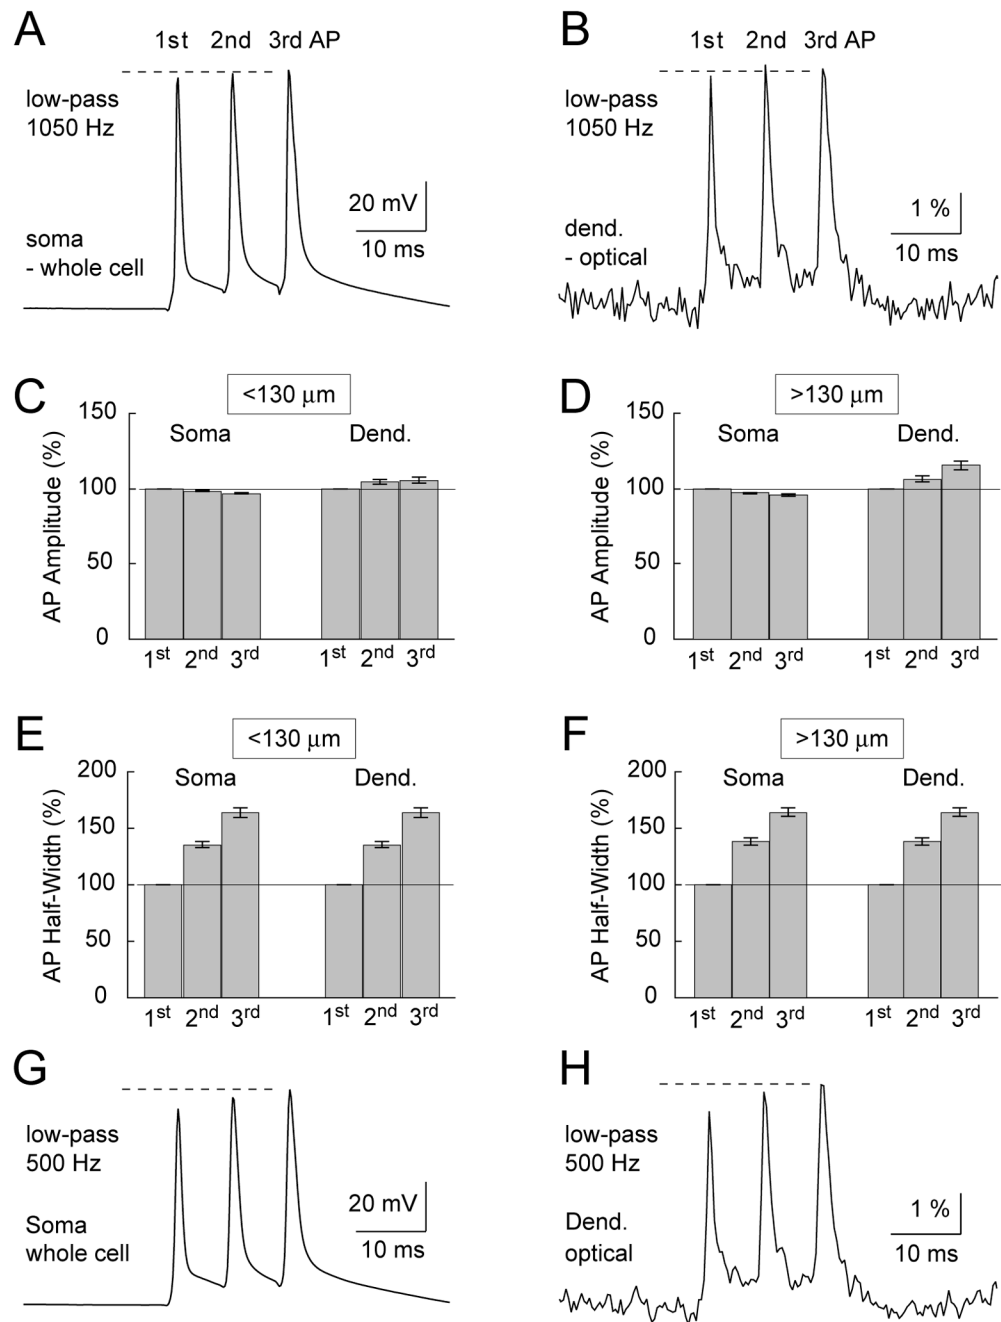 A
1st 2nd 3rd AP
low-pass
1050 Hz
20 mV
10 ms
soma
- whole cell
B
1st 2nd 3rd AP
low-pass
1050 Hz
1 %
10 ms
dend.
- optical
C
<130 μm
150
Soma Dend.
AP Amplitude (%)
100
50
0
1st 2nd 3rd 1st 2nd 3rd
D
>130 μm
150
Soma Dend.
AP Amplitude (%)
100
50
0
1st 2nd 3rd 1st 2nd 3rd
E
<130 μm
200
Soma Dend.
AP Half-Width (%)
150
100
50
0
1st 2nd 3rd 1st 2nd 3rd
F
>130 μm
200
Soma Dend.
AP Half-Width (%)
150
100
50
0
1st 2nd 3rd 1st 2nd 3rd
G
low-pass
500 Hz
20 mV
10 ms
Soma
whole cell
H
low-pass
500 Hz
1 %
10 ms
Dend.
optical